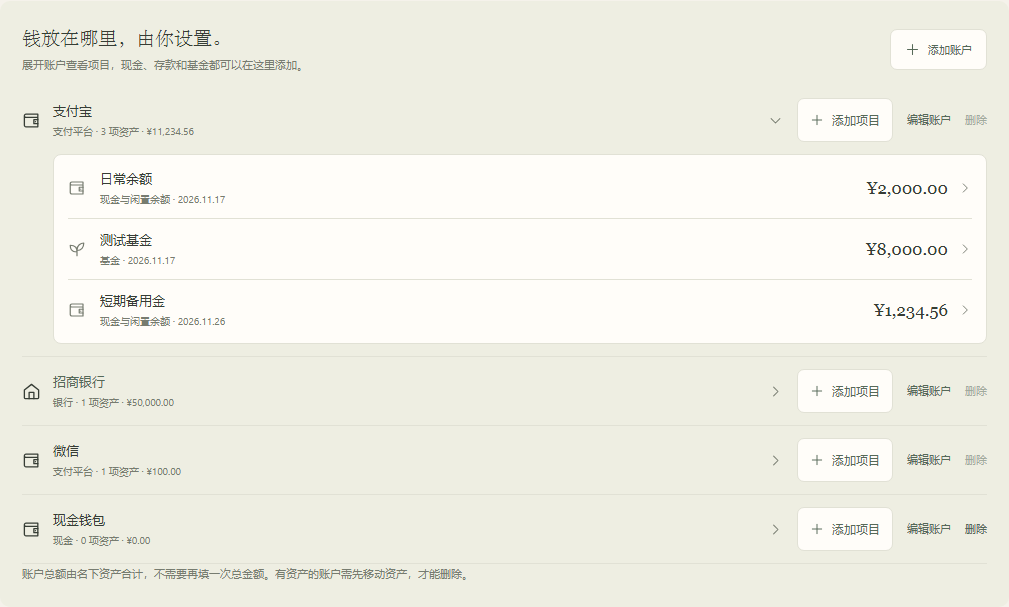 钱放在哪里，由你设置。
展开账户查看项目，现金、存款和基金都可以在这里添加。
添加账户
支付宝
支付平台 · 3 项资产 · ¥11,234.56
添加项目
编辑账户
删除
日常余额
现金与闲置余额 · 2026.11.17
¥2,000.00
测试基金
基金 · 2026.11.17
¥8,000.00
短期备用金
现金与闲置余额 · 2026.11.26
¥1,234.56
招商银行
银行 · 1 项资产 · ¥50,000.00
添加项目
编辑账户
删除
微信
支付平台 · 1 项资产 · ¥100.00
添加项目
编辑账户
删除
现金钱包
现金 · 0 项资产 · ¥0.00
添加项目
编辑账户
删除
账户总额由名下资产合计，不需要再填一次总金额。有资产的账户需先移动资产，才能删除。